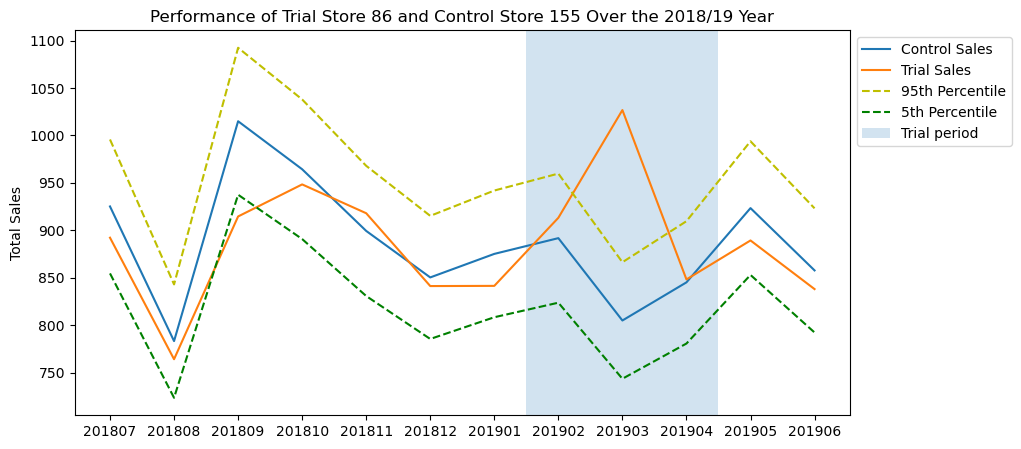 Performance of Trial Store 86 and Control Store 155 Over the 2018/19 Year
Total Sales
1100
1050
1000
950
900
850
800
750
201807 201808 201809 201810 201811 201812 201901 201902 201903 201904 201905 201906
Control Sales
Trial Sales
95th Percentile
5th Percentile
Trial period